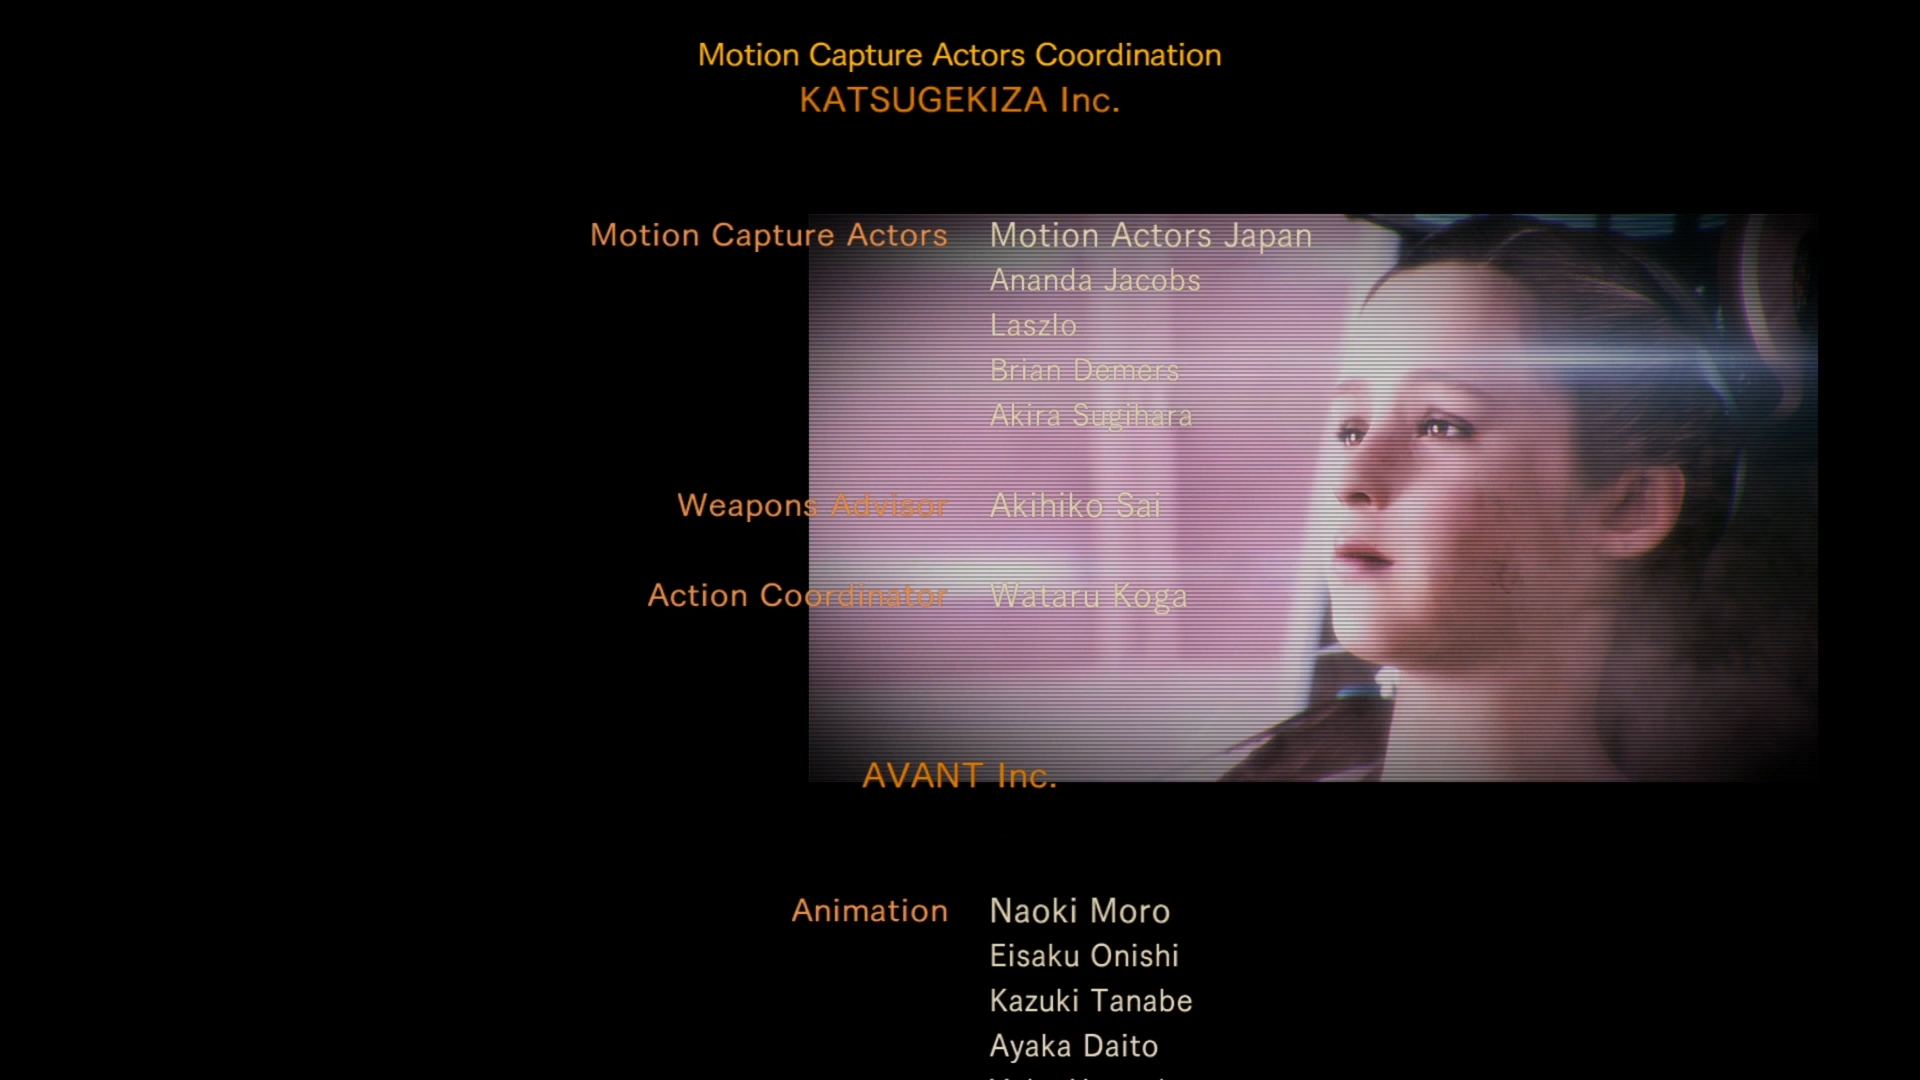 Motion Capture Actors Coordination
KATSUGEKIZA Inc.
Motion Capture Actors Motion Actors Japan
Ananda Jacobs
Laszlo
Brian Demers
Akira Sugihara
Weapons Advisor Akihiko Sai
Action Coordinator Wataru Koga
AVANT Inc.
Animation Naoki Moro
Eisaku Onishi
Kazuki Tanabe
Ayaka Daito